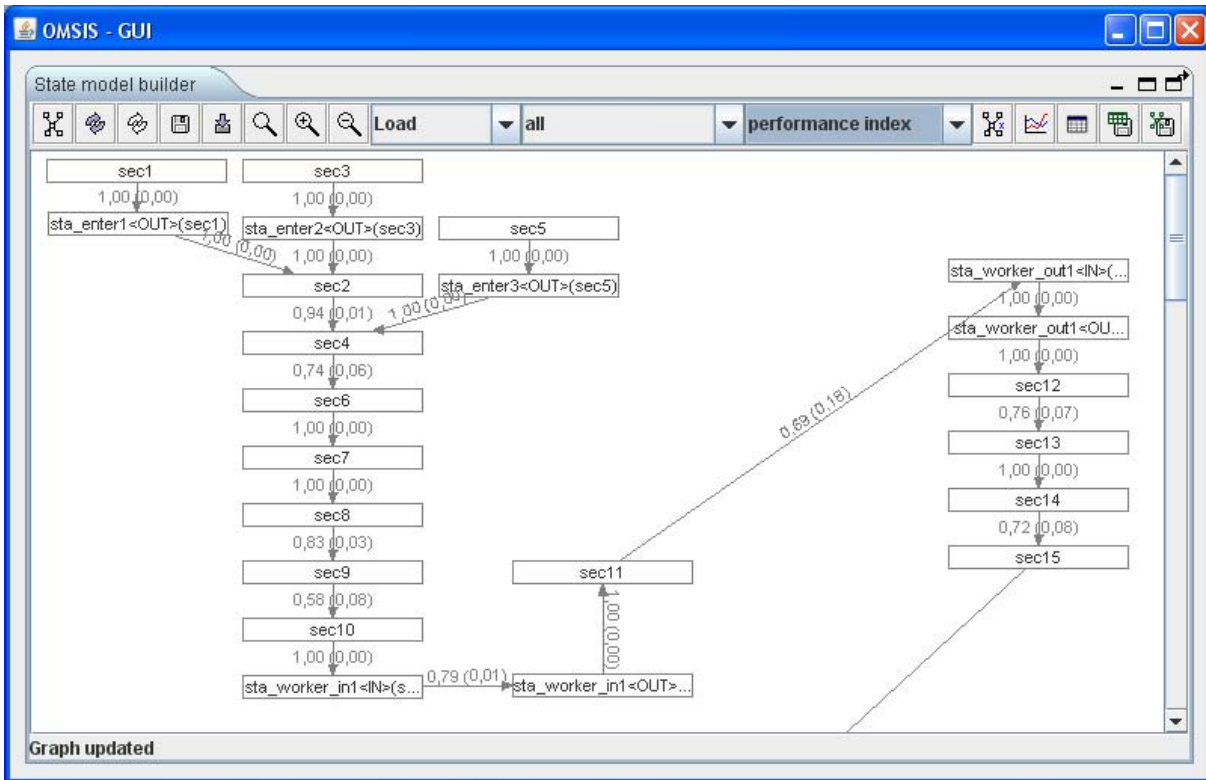 OMSIS - GUI
State model builder
Load all performance index
sec1
1,00 (0,00)
sta_enter1<OUT>(sec1)
1,00 (0,00)
sec3
1,00 (0,00)
sta_enter2<OUT>(sec3)
1,00 (0,00)
sec5
1,00 (0,00)
sta_enter3<OUT>(sec5)
1,00 (0,00)
sec2
0,94 (0,01)
sec4
0,74 (0,06)
sec6
1,00 (0,00)
sec7
1,00 (0,00)
sec8
0,83 (0,03)
sec9
0,58 (0,08)
sec10
1,00 (0,00)
sta_worker_in1<IN>(s...
0,79 (0,01)
sta_worker_in1<OUT>...
1,00 (0,00)
sec11
0,69 (0,18)
sta_worker_out1<IN>(...
1,00 (0,00)
sta_worker_out1<OU...
1,00 (0,00)
sec12
0,76 (0,07)
sec13
1,00 (0,00)
sec14
0,72 (0,08)
sec15
Graph updated